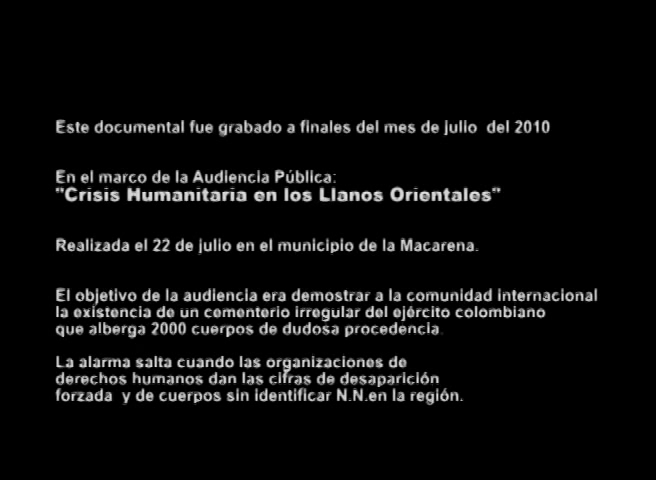 Este documental fue grabado a finales del mes de julio del 2010
En el marco de la Audiencia Pública:
"Crisis Humanitaria en los Llanos Orientales"
Realizada el 22 de julio en el municipio de la Macarena.
El objetivo de la audiencia era demostrar a la comunidad internacional
la existencia de un cementerio irregular del ejército colombiano
que alberga 2000 cuerpos de dudosa procedencia.
La alarma salta cuando las organizaciones de
derechos humanos dan las cifras de desaparición
forzada y de cuerpos sin identificar N.N.en la región.